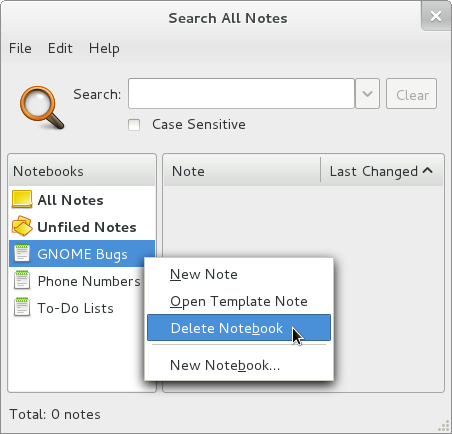 Search All Notes
File Edit Help
Search: Clear
Case Sensitive
Notebooks Note Last Changed
All Notes
Unfiled Notes
GNOME Bugs
New Note
Phone Numbers
Open Template Note
To-Do Lists
Delete Notebook
New Notebook...
Total: 0 notes